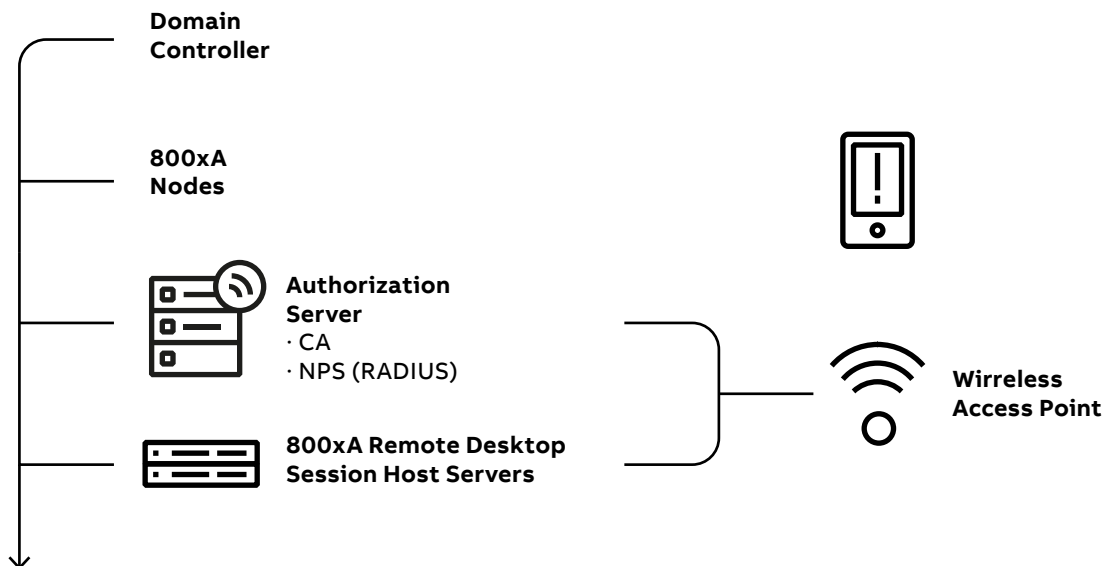 Domain
Controller
800xA
Nodes
Authorization
Server
· CA
· NPS (RADIUS)
Wirreless
Access Point
800xA Remote Desktop
Session Host Servers